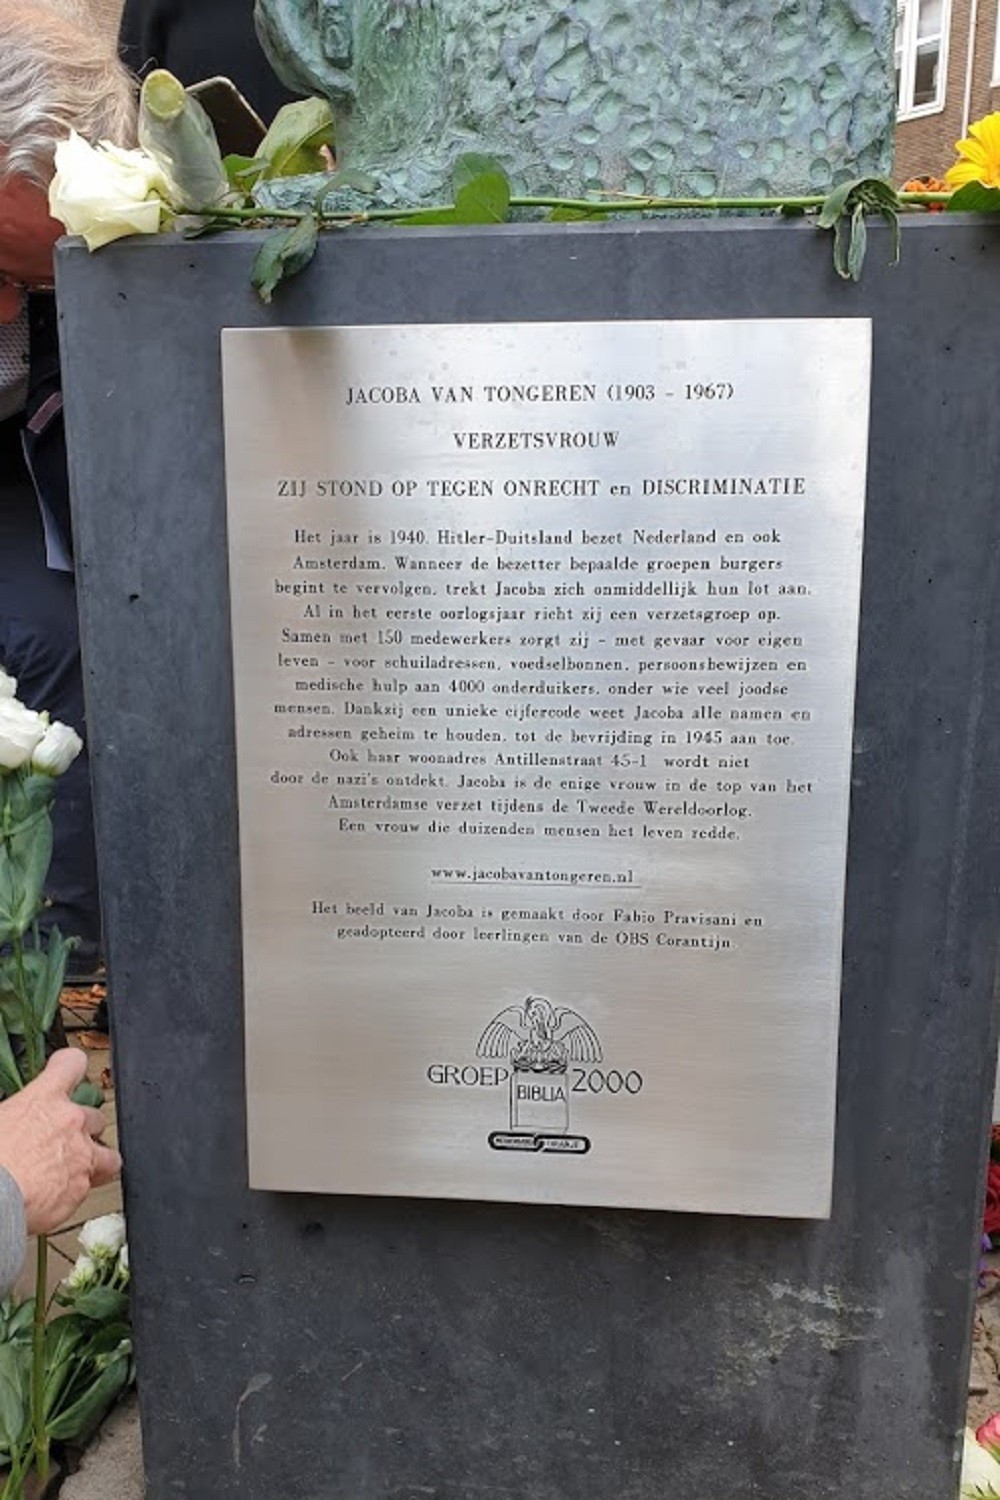 JACOBA VAN TONGEREN (1903 - 1967)
VERZETSVROUW
ZIJ STOND OP TEGEN ONRECHT en DISCRIMINATIE
Het jaar is 1940. Hitler-Duitsland bezet Nederland en ook
Amsterdam. Wanneer de bezetter bepaalde groepen burgers
begint te vervolgen, trekt Jacoba zich onmiddellijk hun lot aan.
Al in het eerste oorlogsjaar richt zij een verzetsgroep op.
Samen met 150 medewerkers zorgt zij - met gevaar voor eigen
leven - voor schuiladressen, voedselbonnen, persoonsbewijzen en
medische hulp aan 4000 onderduikers, onder wie veel joodse
mensen. Dankzij een unieke cijfercode weet Jacoba alle namen en
adressen geheim te houden, tot de bevrijding in 1945 aan toe.
Ook haar woonadres Antillenstraat 45-1 wordt niet
door de nazi's ontdekt. Jacoba is de enige vrouw in de top van het
Amsterdamse verzet tijdens de Tweede Wereldoorlog.
Een vrouw die duizenden mensen het leven redde.
www.jacobavantongeren.nl
Het beeld van Jacoba is gemaakt door Fabio Pravisani en
geadopteerd door leerlingen van de OBS Corantijn
GROEP 2000
BIBLIA